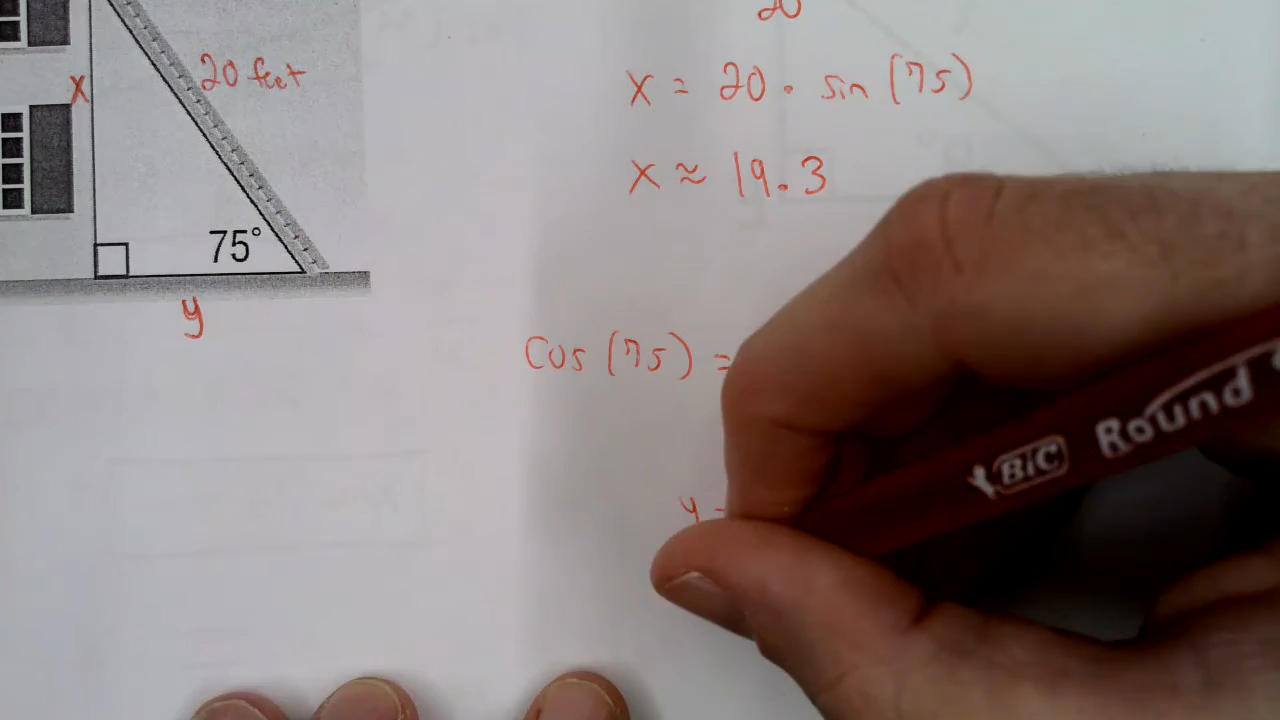 20
x
20 feet
x = 20 · sin (75)
x ≈ 19.3
75°
y
Cos (75) =
BiC Round
y